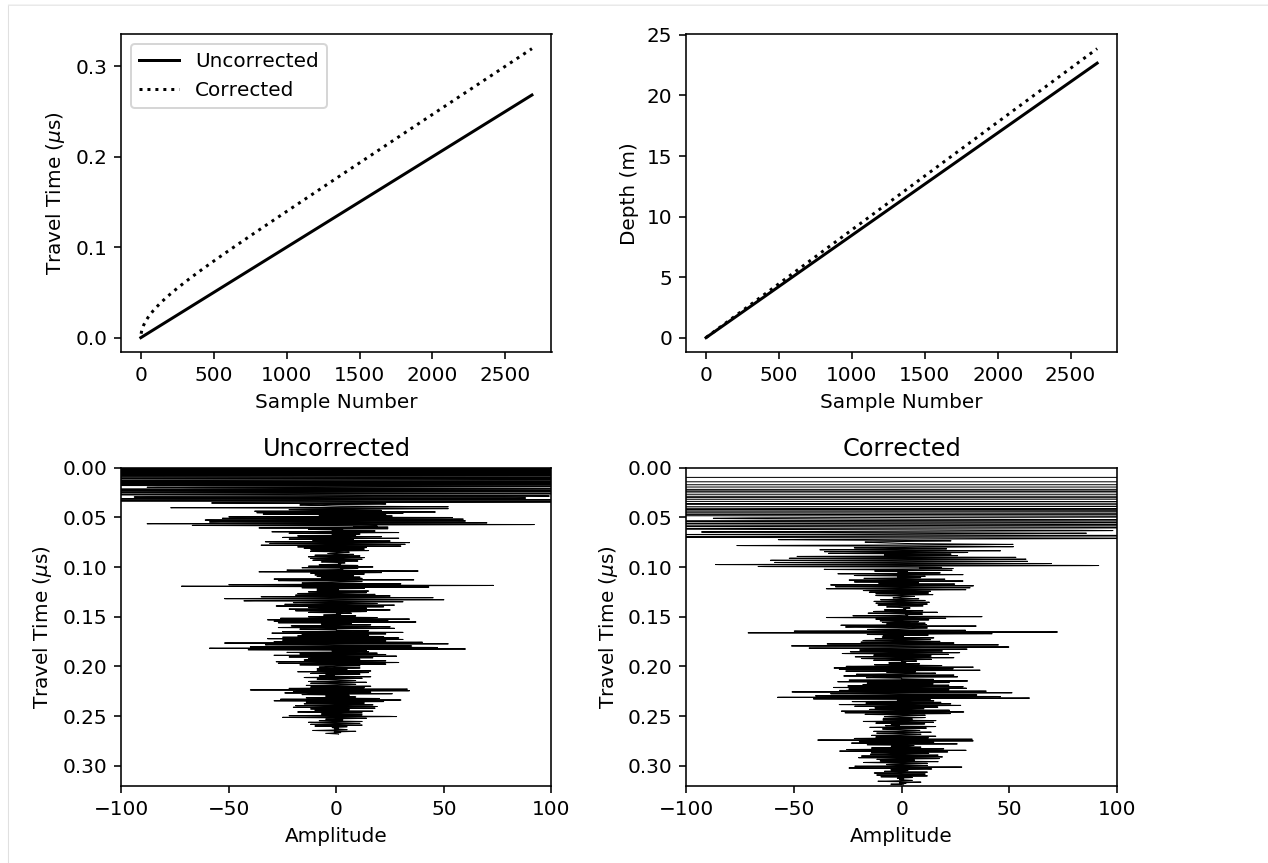 Uncorrected
Corrected
0.3
0.2
0.1
0.0
Travel Time (μs)
0 500 1000 1500 2000 2500
Sample Number
25
20
15
10
5
0
Depth (m)
0 500 1000 1500 2000 2500
Sample Number
Uncorrected
0.00
0.05
0.10
0.15
0.20
0.25
0.30
Travel Time (μs)
−100 −50 0 50 100
Amplitude
Corrected
0.00
0.05
0.10
0.15
0.20
0.25
0.30
Travel Time (μs)
−100 −50 0 50 100
Amplitude